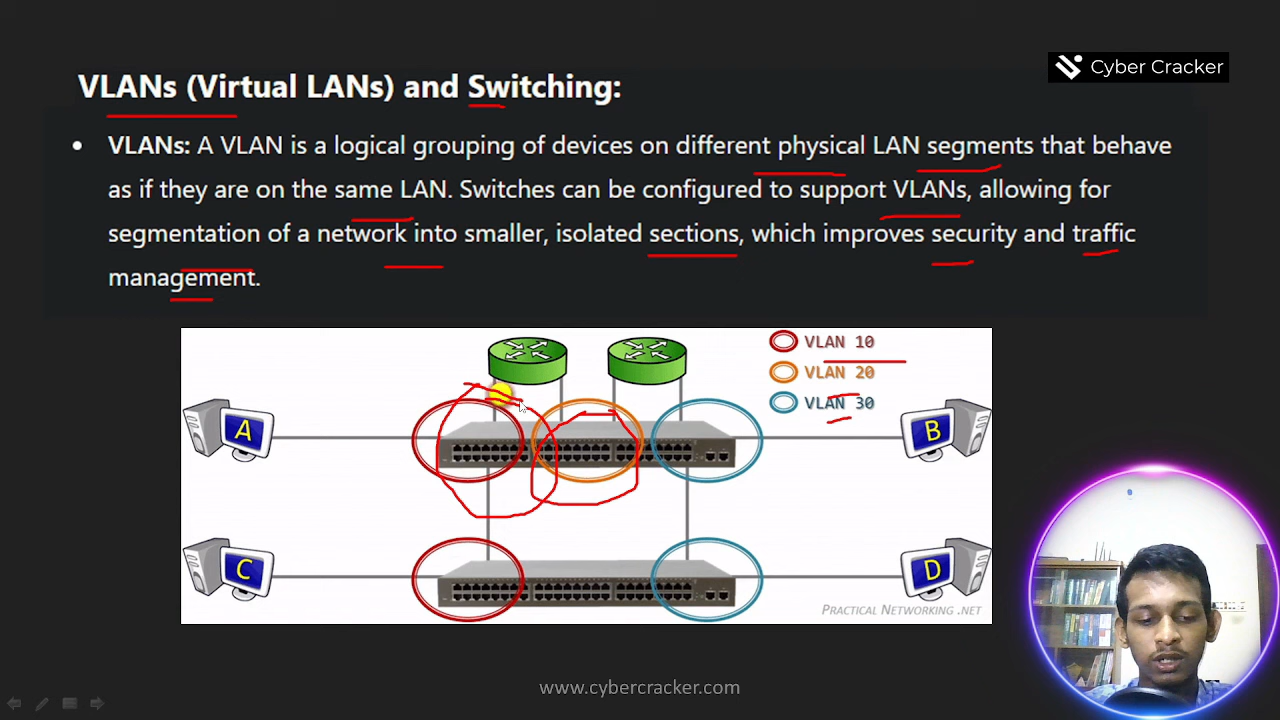 Cyber Cracker
VLANs (Virtual LANs) and Switching:
• VLANs: A VLAN is a logical grouping of devices on different physical LAN segments that behave
as if they are on the same LAN. Switches can be configured to support VLANs, allowing for
segmentation of a network into smaller, isolated sections, which improves security and traffic
management.
VLAN 10
VLAN 20
VLAN 30
A
B
C
D
PRACTICAL NETWORKING .NET
www.cybercracker.com